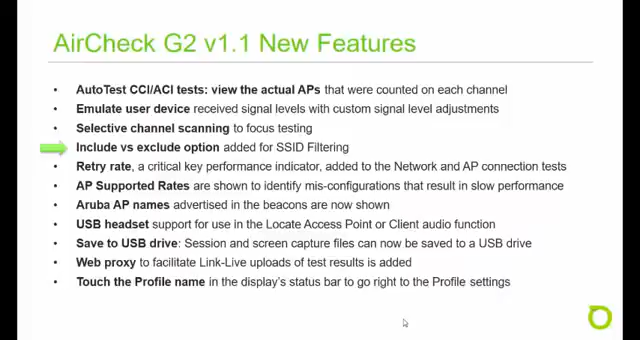 AirCheck G2 v1.1 New Features
• AutoTest CCI/ACI tests: view the actual APs that were counted on each channel
• Emulate user device received signal levels with custom signal level adjustments
• Selective channel scanning to focus testing
• Include vs exclude option added for SSID Filtering
• Retry rate, a critical key performance indicator, added to the Network and AP connection tests
• AP Supported Rates are shown to identify mis-configurations that result in slow performance
• Aruba AP names advertised in the beacons are now shown
• USB headset support for use in the Locate Access Point or Client audio function
• Save to USB drive: Session and screen capture files can now be saved to a USB drive
• Web proxy to facilitate Link-Live uploads of test results is added
• Touch the Profile name in the display's status bar to go right to the Profile settings